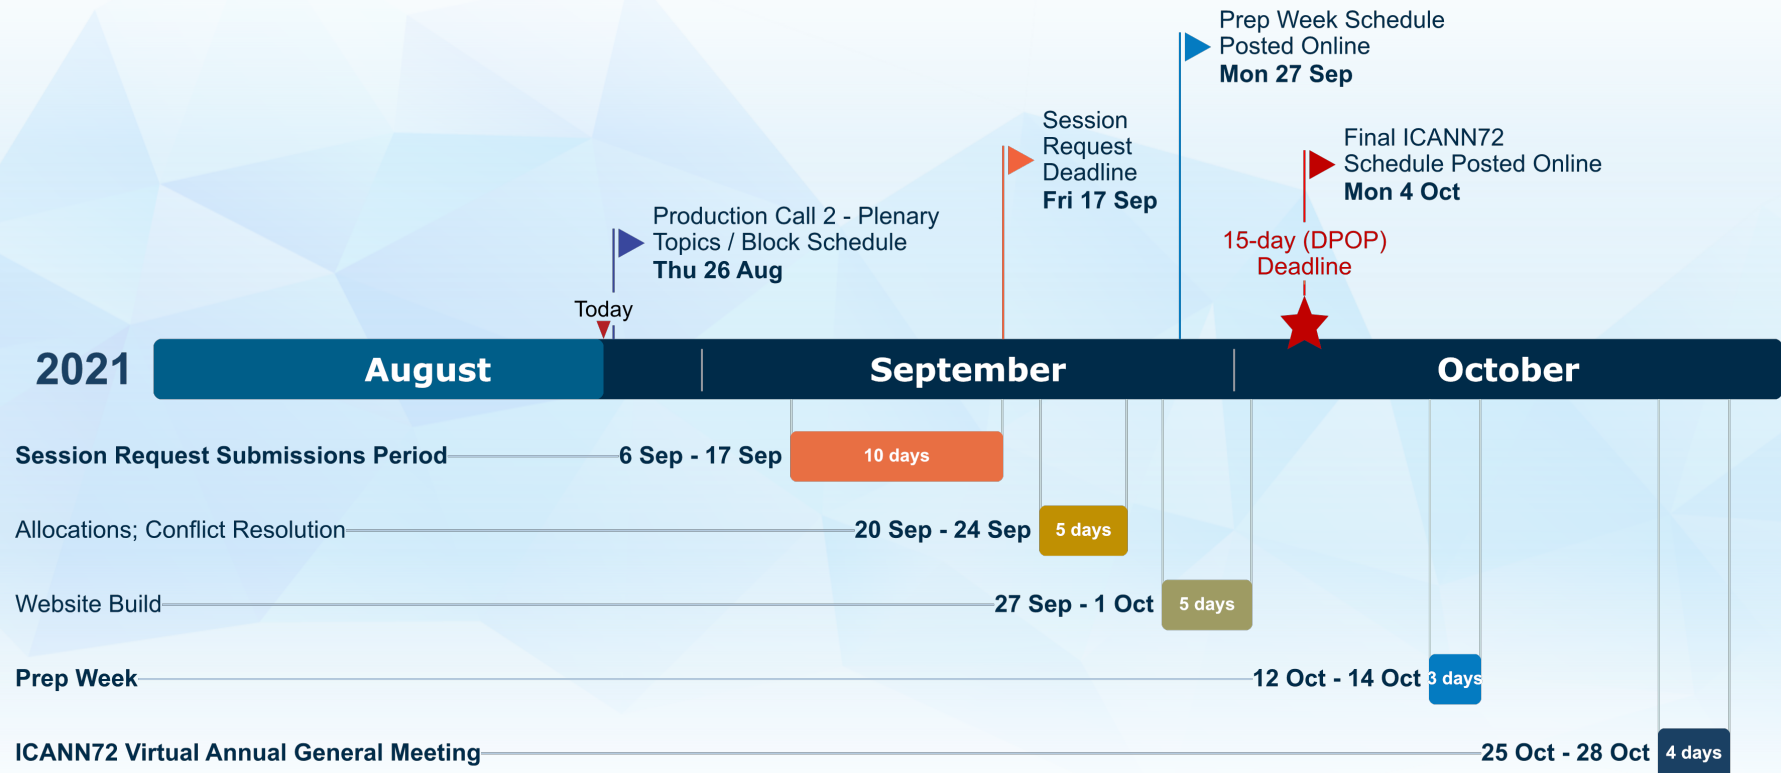 Prep Week Schedule
Posted Online
Mon 27 Sep
Session
Request
Deadline
Fri 17 Sep
Final ICANN72
Schedule Posted Online
Mon 4 Oct
Production Call 2 - Plenary
Topics / Block Schedule
Thu 26 Aug
15-day (DPOP)
Deadline
Today
2021 August September October
Session Request Submissions Period 6 Sep - 17 Sep 10 days
Allocations; Conflict Resolution 20 Sep - 24 Sep 5 days
Website Build 27 Sep - 1 Oct 5 days
Prep Week 12 Oct - 14 Oct 3 days
ICANN72 Virtual Annual General Meeting 25 Oct - 28 Oct 4 days